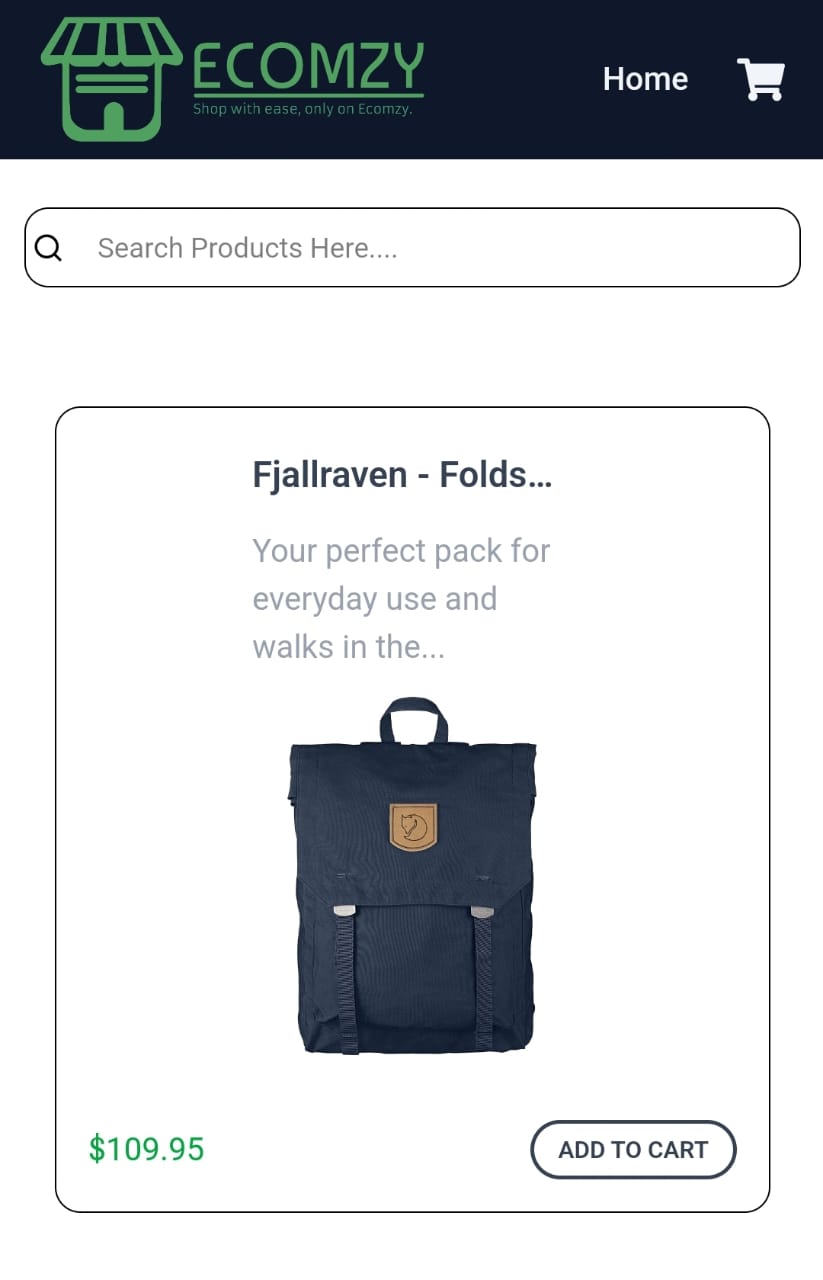 ECOMZY
Shop with ease, only on Ecomzy.
Home
Search Products Here....
Fjallraven - Folds...
Your perfect pack for
everyday use and
walks in the...
$109.95
ADD TO CART